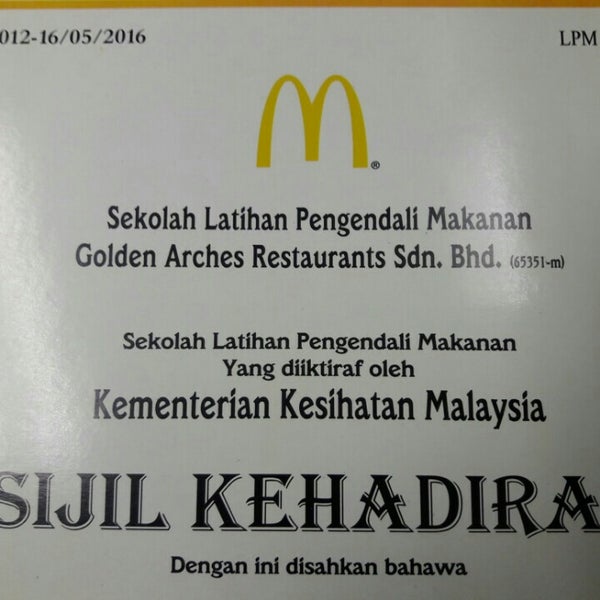 012-16/05/2016 LPM
M®
Sekolah Latihan Pengendali Makanan
Golden Arches Restaurants Sdn. Bhd. (65351-m)
Sekolah Latihan Pengendali Makanan
Yang diiktiraf oleh
Kementerian Kesihatan Malaysia
SIJIL KEHADIRA
Dengan ini disahkan bahawa